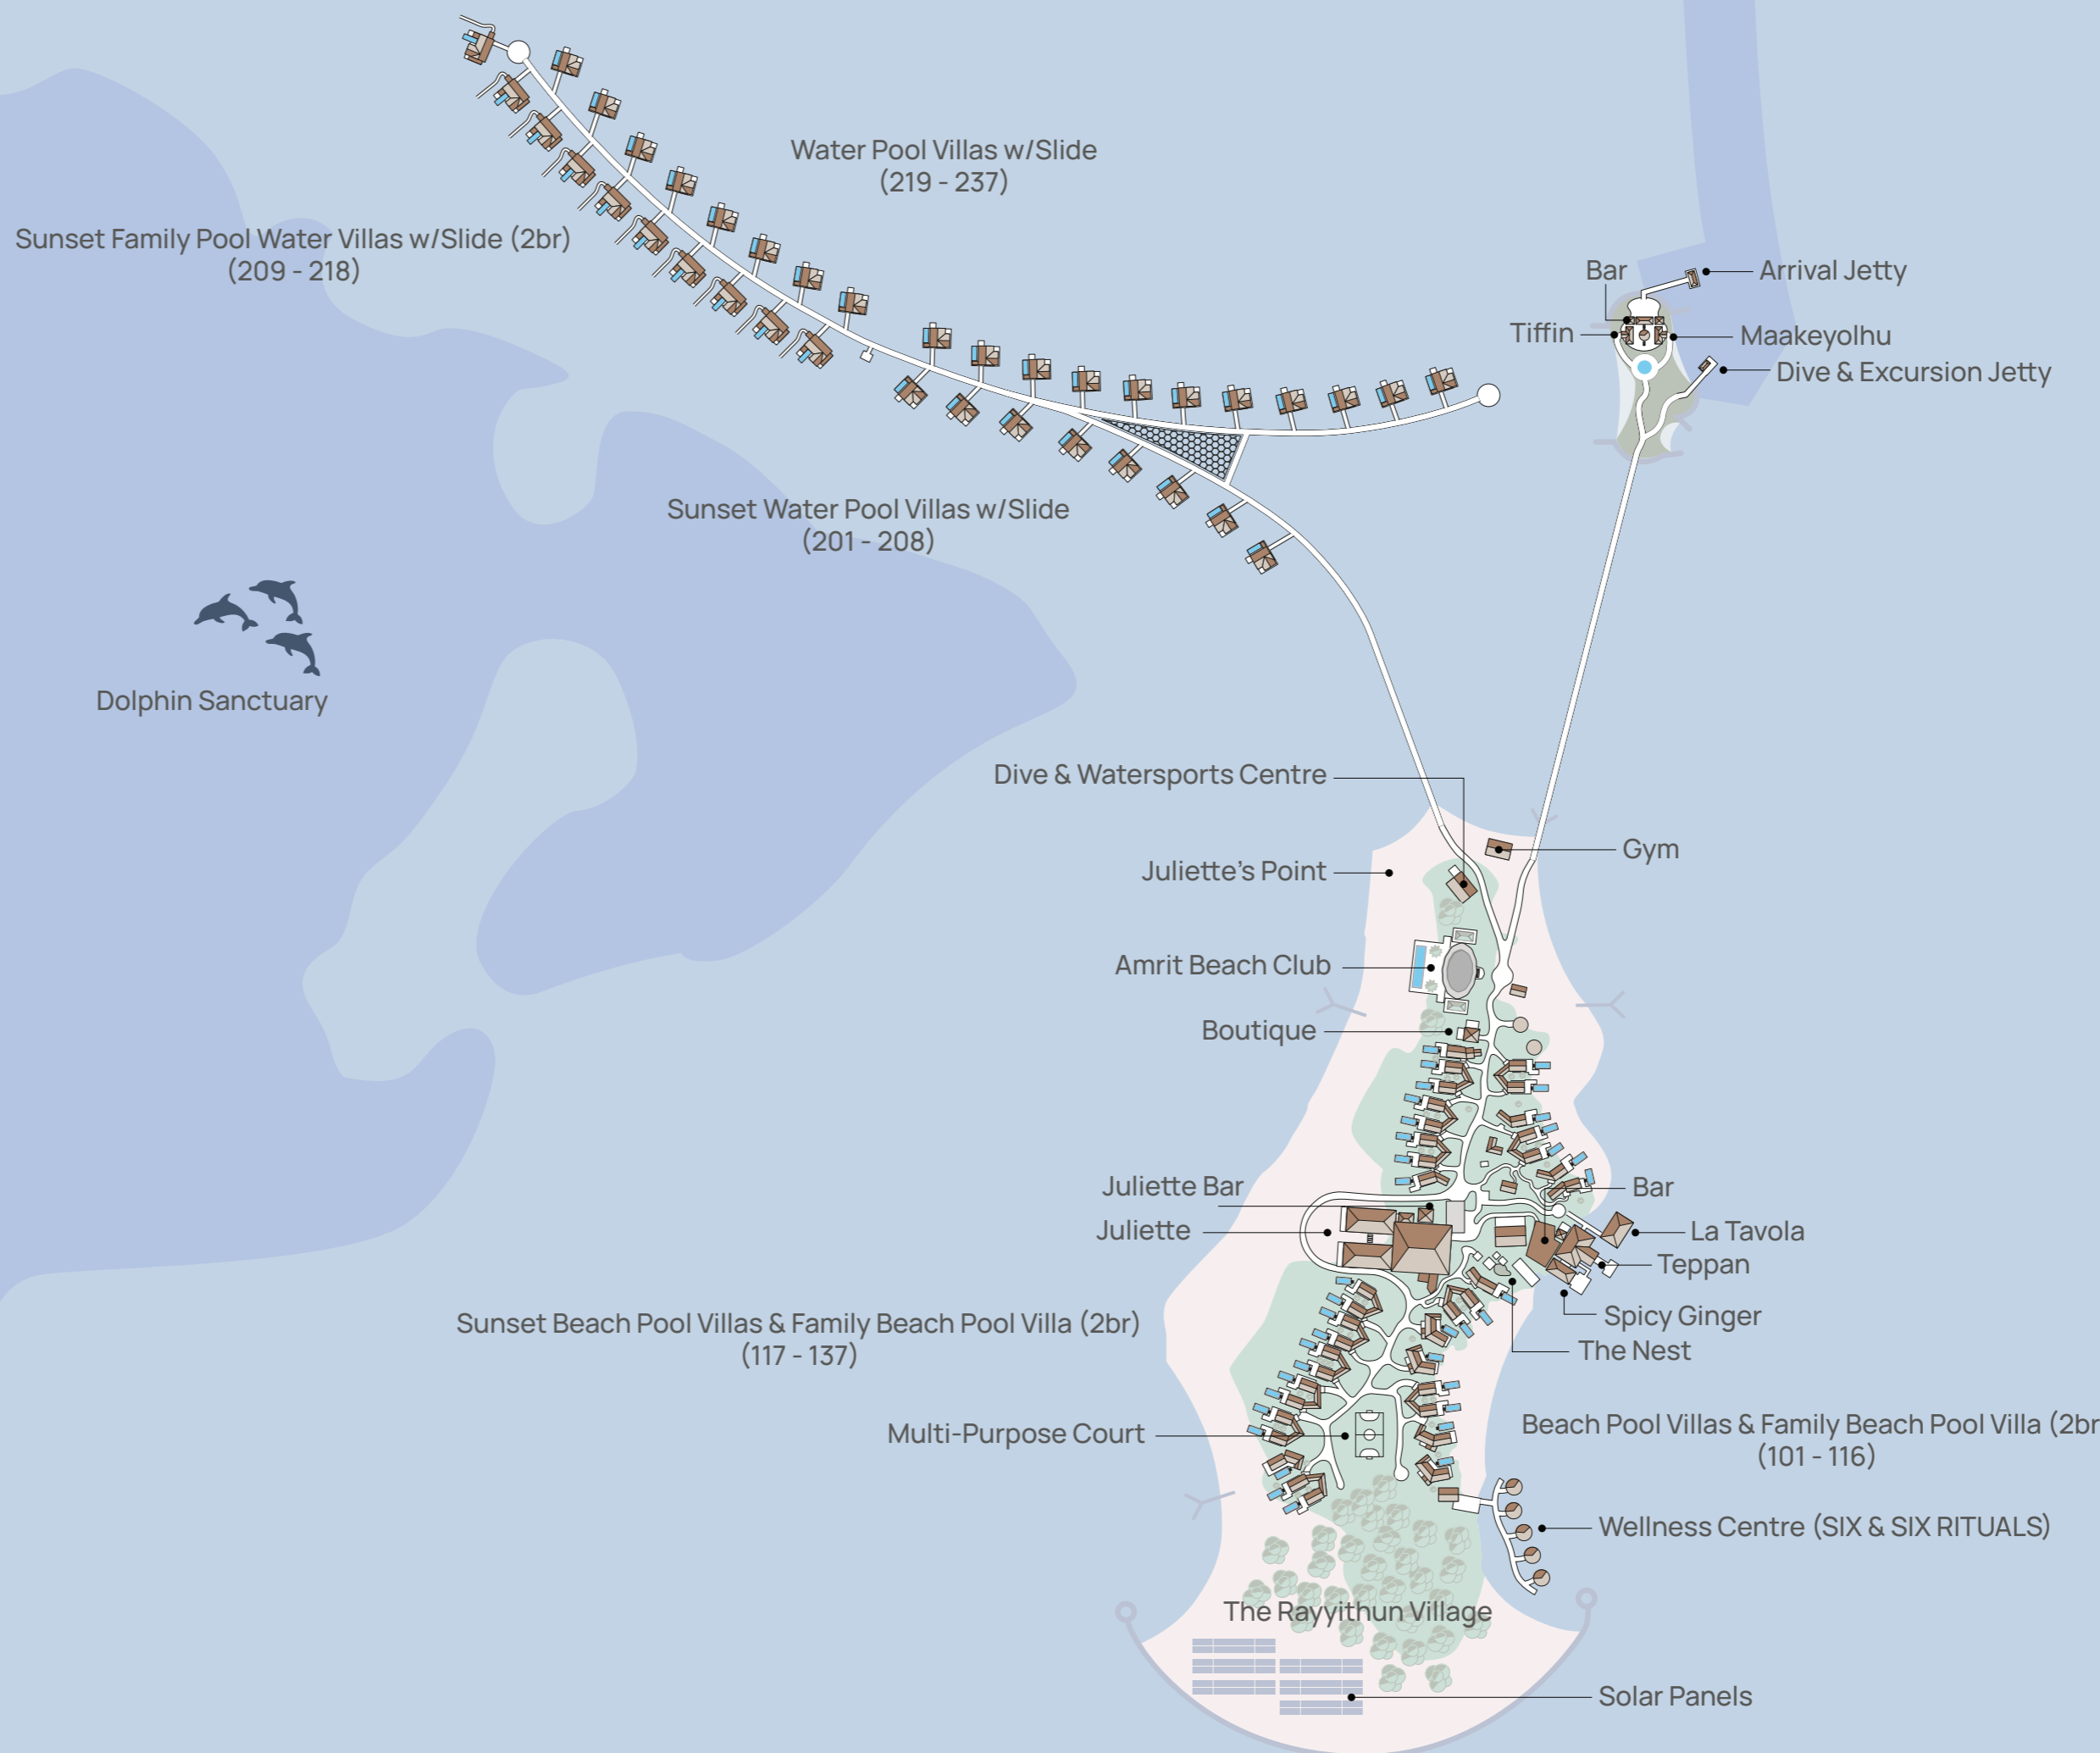 Water Pool Villas w/Slide
(219 - 237)
Sunset Family Pool Water Villas w/Slide (2br)
(209 - 218)
Bar
Arrival Jetty
Tiffin
Maakeyolhu
Dive & Excursion Jetty
Sunset Water Pool Villas w/Slide
(201 - 208)
Dolphin Sanctuary
Dive & Watersports Centre
Gym
Juliette's Point
Amrit Beach Club
Boutique
Juliette Bar
Bar
Juliette
La Tavola
Teppan
Spicy Ginger
The Nest
Sunset Beach Pool Villas & Family Beach Pool Villa (2br)
(117 - 137)
Multi-Purpose Court
Beach Pool Villas & Family Beach Pool Villa (2br
(101 - 116)
Wellness Centre (SIX & SIX RITUALS)
The Rayyithun Village
Solar Panels